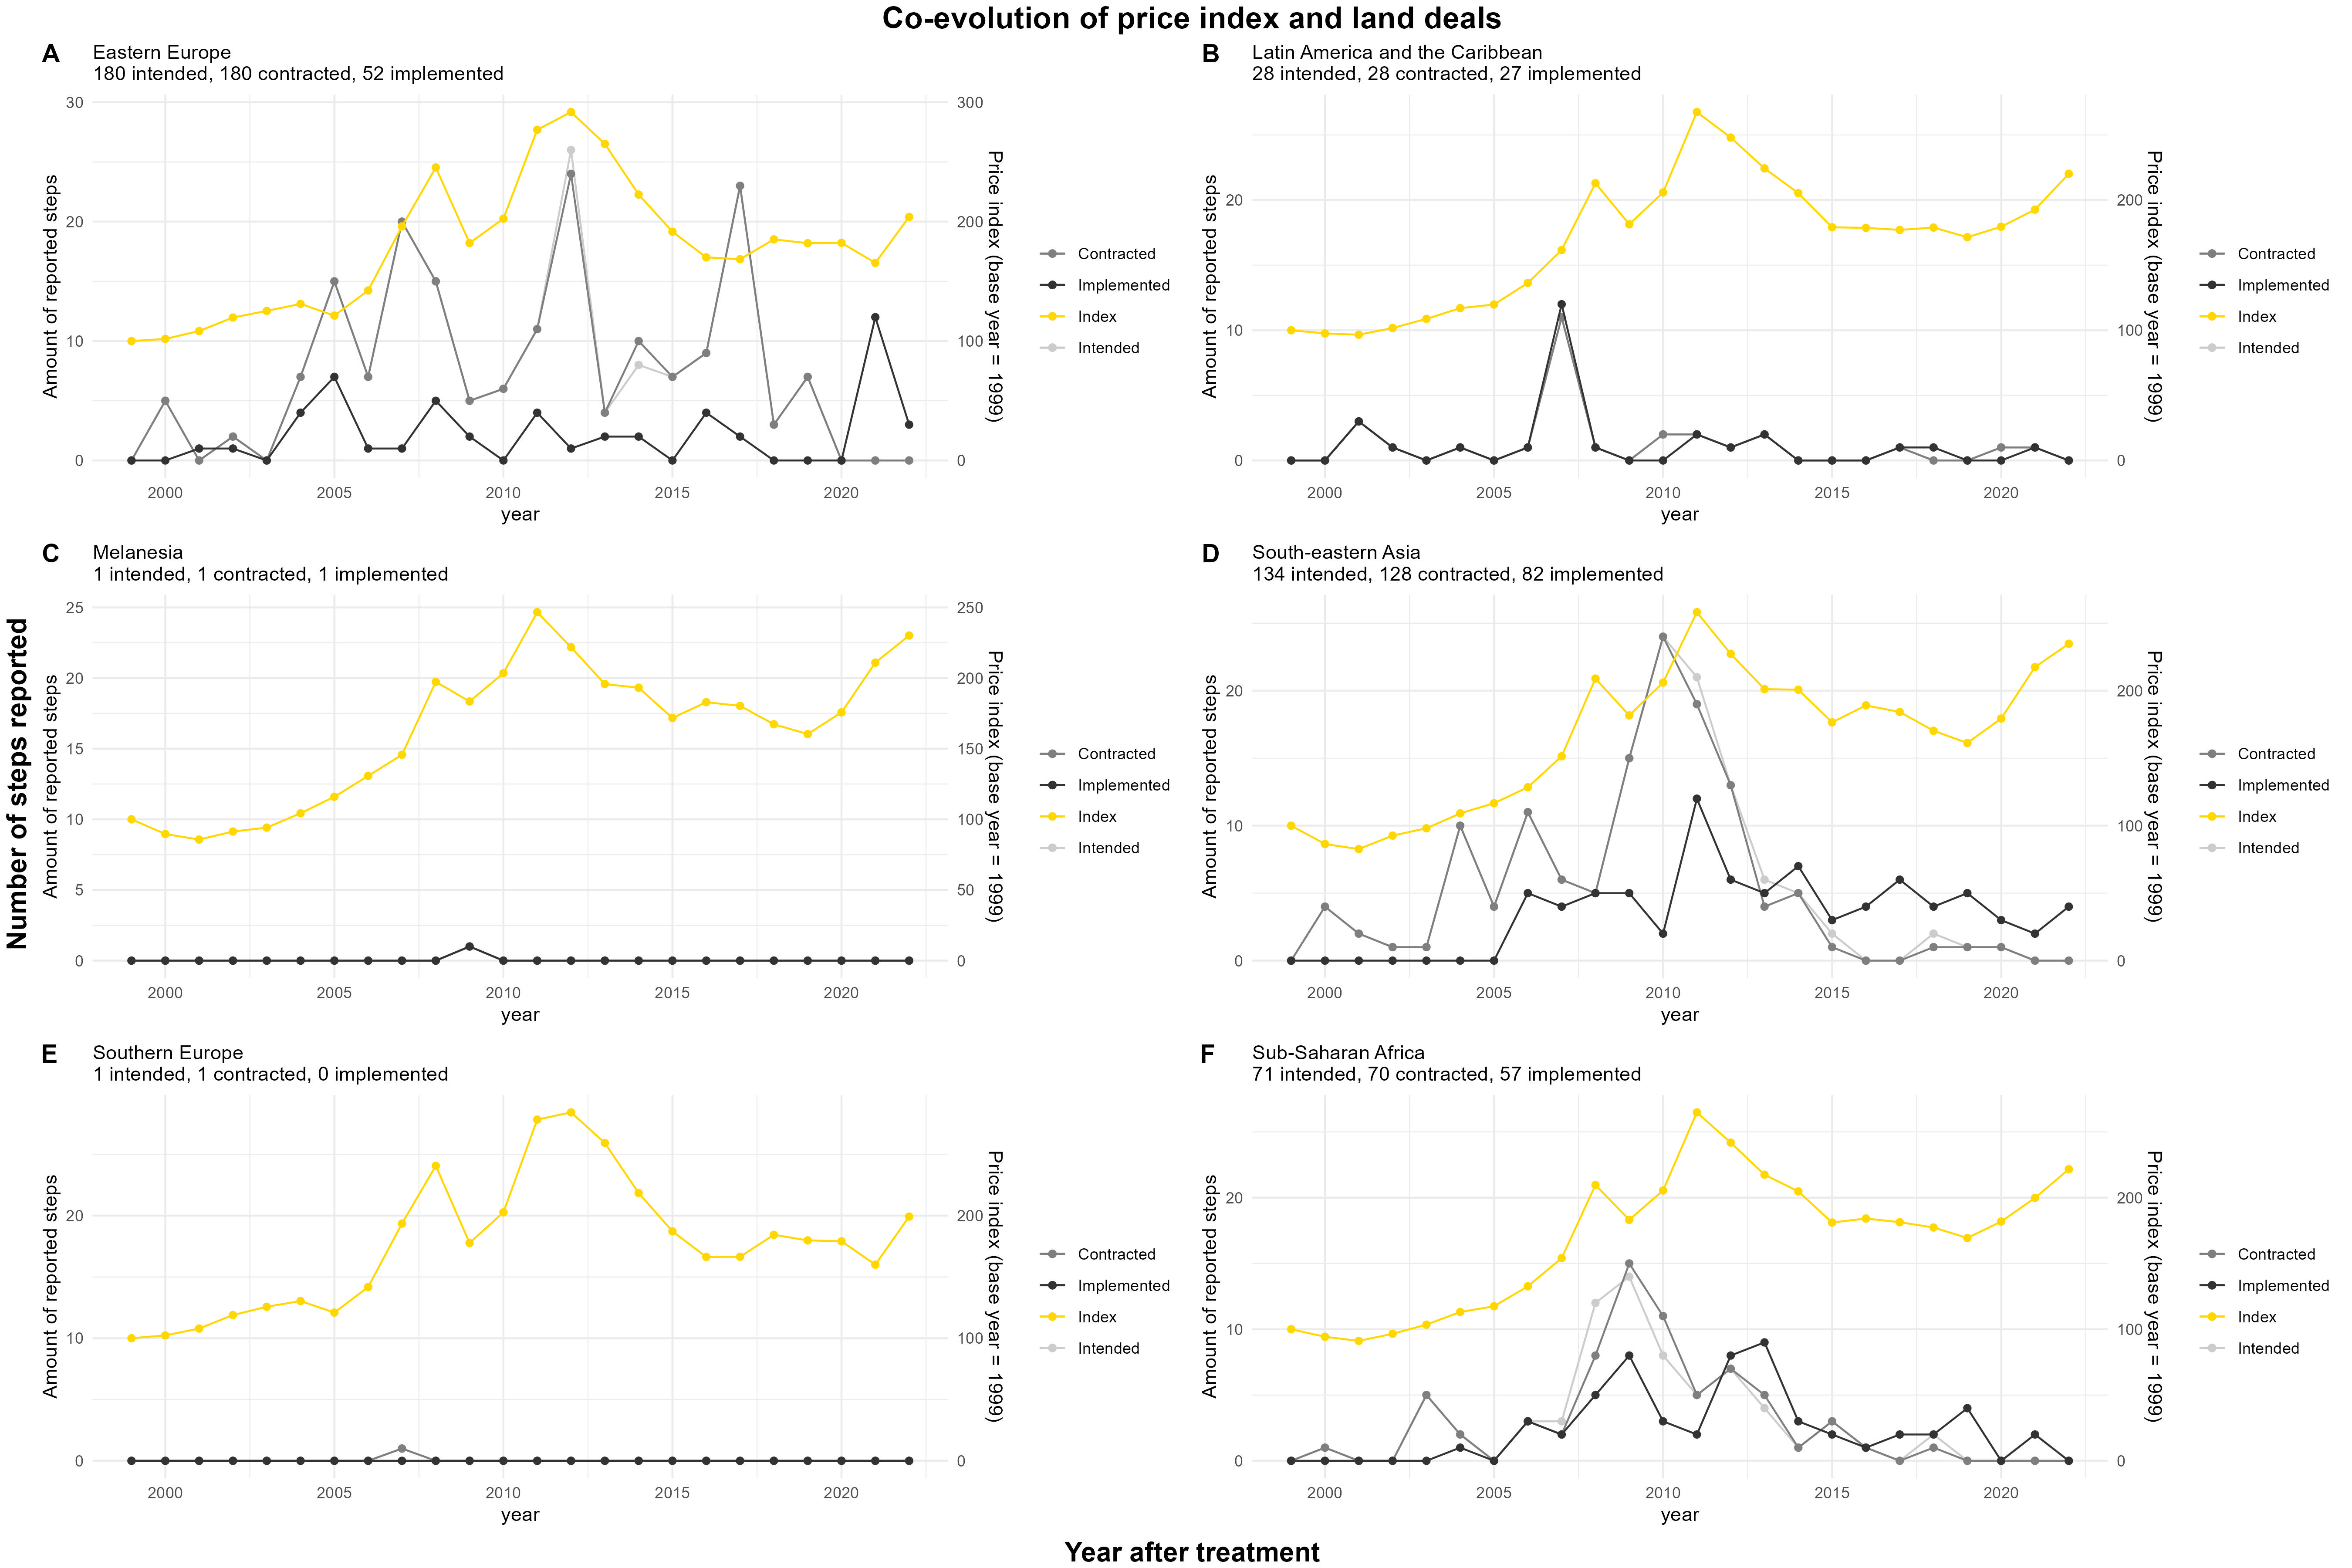 Co-evolution of price index and land deals
A
Eastern Europe
180 intended, 180 contracted, 52 implemented
Amount of reported steps
30
20
10
0
300
200
100
0
Price index (base year = 1999)
2000 2005 2010 2015 2020
year
Contracted
Implemented
Index
Intended
B
Latin America and the Caribbean
28 intended, 28 contracted, 27 implemented
Amount of reported steps
20
10
0
200
100
0
Price index (base year = 1999)
2000 2005 2010 2015 2020
year
Contracted
Implemented
Index
Intended
Number of steps reported
C
Melanesia
1 intended, 1 contracted, 1 implemented
Amount of reported steps
25
20
15
10
5
0
250
200
150
100
50
0
Price index (base year = 1999)
2000 2005 2010 2015 2020
year
Contracted
Implemented
Index
Intended
D
South-eastern Asia
134 intended, 128 contracted, 82 implemented
Amount of reported steps
20
10
0
200
100
0
Price index (base year = 1999)
2000 2005 2010 2015 2020
year
Contracted
Implemented
Index
Intended
E
Southern Europe
1 intended, 1 contracted, 0 implemented
Amount of reported steps
20
10
0
200
100
0
Price index (base year = 1999)
2000 2005 2010 2015 2020
year
Contracted
Implemented
Index
Intended
F
Sub-Saharan Africa
71 intended, 70 contracted, 57 implemented
Amount of reported steps
20
10
0
200
100
0
Price index (base year = 1999)
2000 2005 2010 2015 2020
year
Contracted
Implemented
Index
Intended
Year after treatment